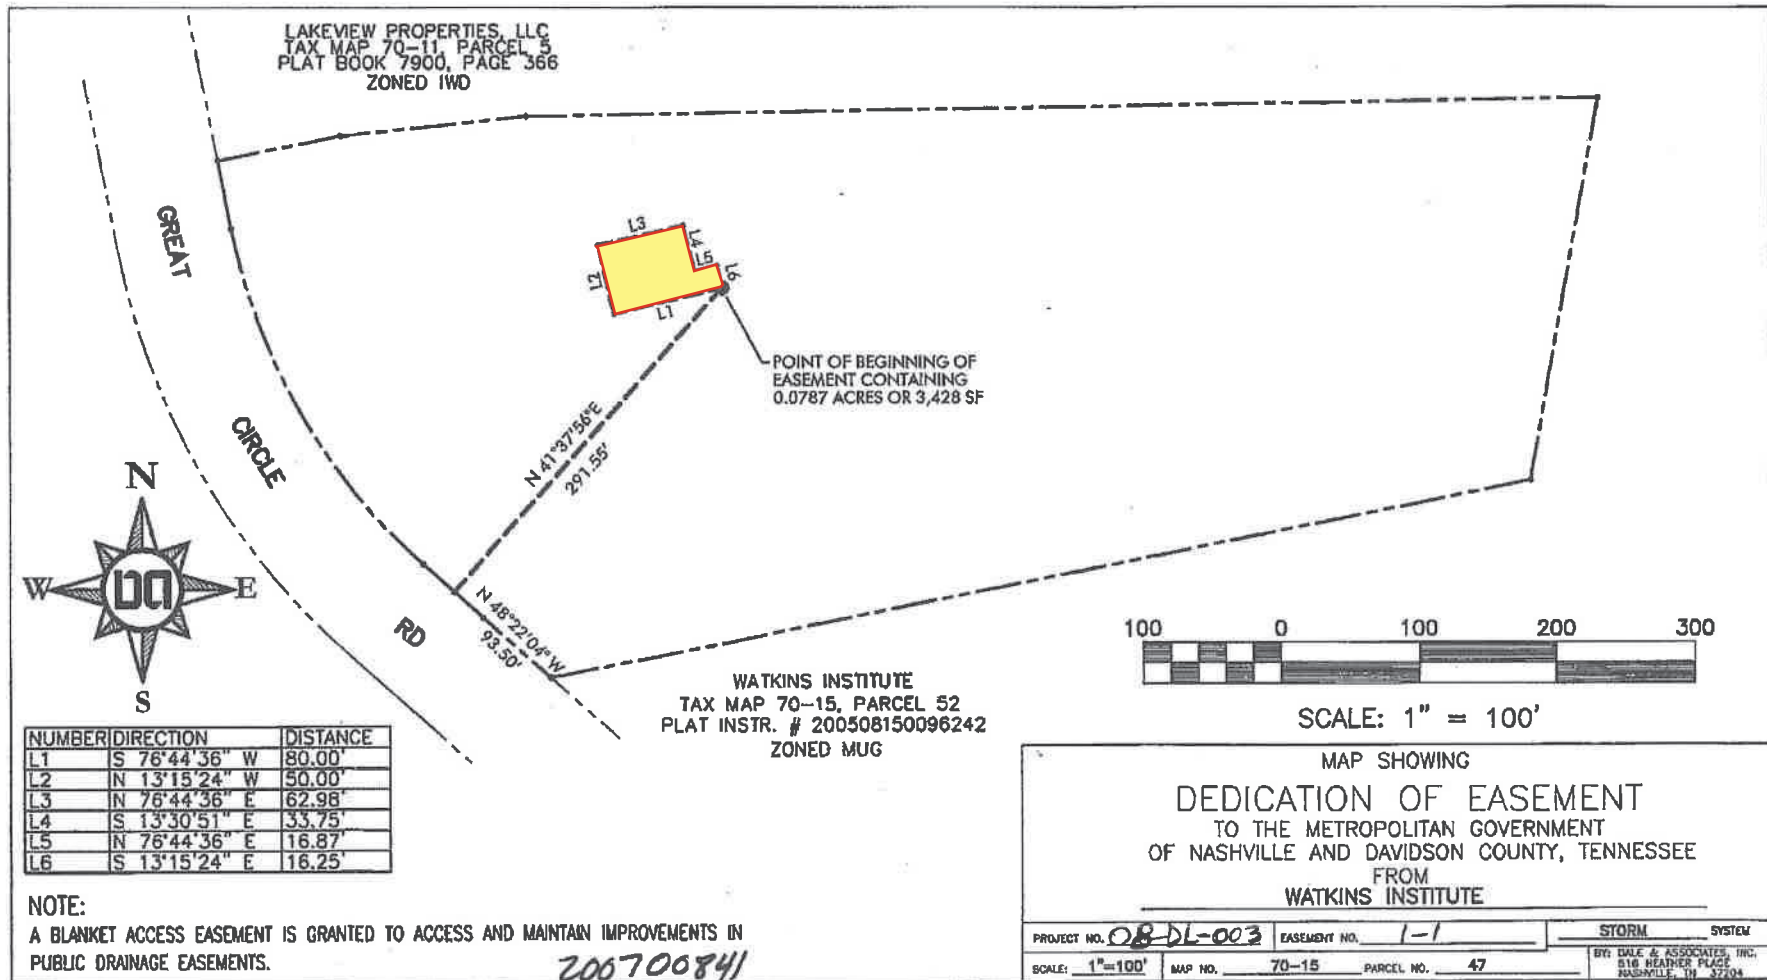 LAKEVIEW PROPERTIES, LLC
TAX MAP 70-11, PARCEL 5
PLAT BOOK 7900, PAGE 366
ZONED IWD
GREAT
CIRCLE
RD
L3
L4
L5
L6
L2
L1
POINT OF BEGINNING OF
EASEMENT CONTAINING
0.0787 ACRES OR 3,428 SF
N 41°37'56"E
291.55'
N 48°22'04" W
93.50'
N
W
E
S
WATKINS INSTITUTE
TAX MAP 70-15, PARCEL 52
PLAT INSTR. # 200508150096242
ZONED MUG
100 0 100 200 300
SCALE: 1" = 100'
NUMBER DIRECTION DISTANCE
L1 S 76°44'36" W 80.00'
L2 N 13°15'24" W 50.00'
L3 N 76°44'36" E 62.98'
L4 S 13°30'51" E 33.75'
L5 N 76°44'36" E 16.87'
L6 S 13°15'24" E 16.25'
NOTE:
A BLANKET ACCESS EASEMENT IS GRANTED TO ACCESS AND MAINTAIN IMPROVEMENTS IN
PUBLIC DRAINAGE EASEMENTS.
200700841
MAP SHOWING
DEDICATION OF EASEMENT
TO THE METROPOLITAN GOVERNMENT
OF NASHVILLE AND DAVIDSON COUNTY, TENNESSEE
FROM
WATKINS INSTITUTE
PROJECT NO. 08-DL-003 EASEMENT NO. 1-1 STORM SYSTEM
SCALE: 1"=100' MAP NO. 70-15 PARCEL NO. 47
BY: DALE & ASSOCIATES, INC.
516 HEATHER PLACE
NASHVILLE, TN 37204